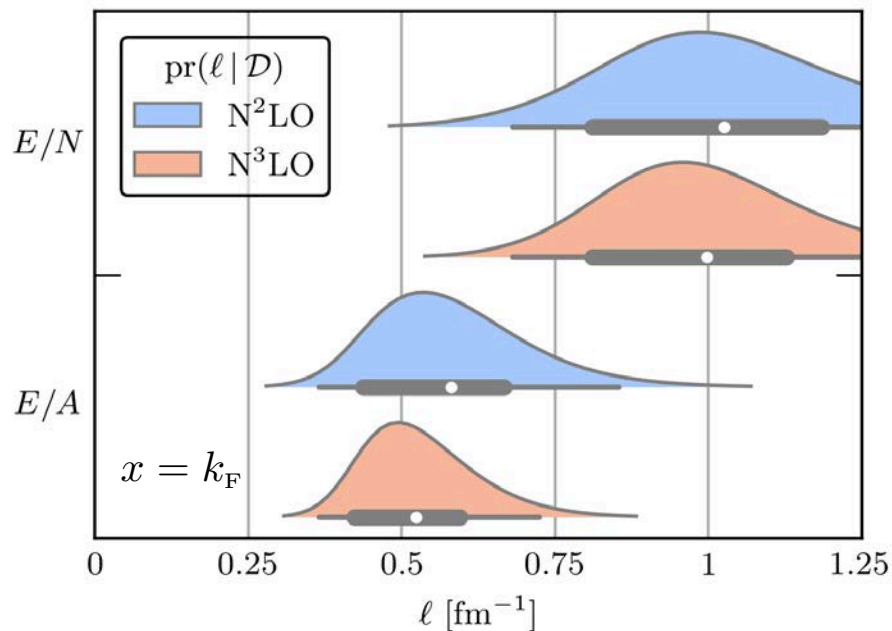 pr(ℓ | 𝒟)
N²LO
N³LO
E/N
E/A
x = k_F
0 0.25 0.5 0.75 1 1.25
ℓ [fm⁻¹]